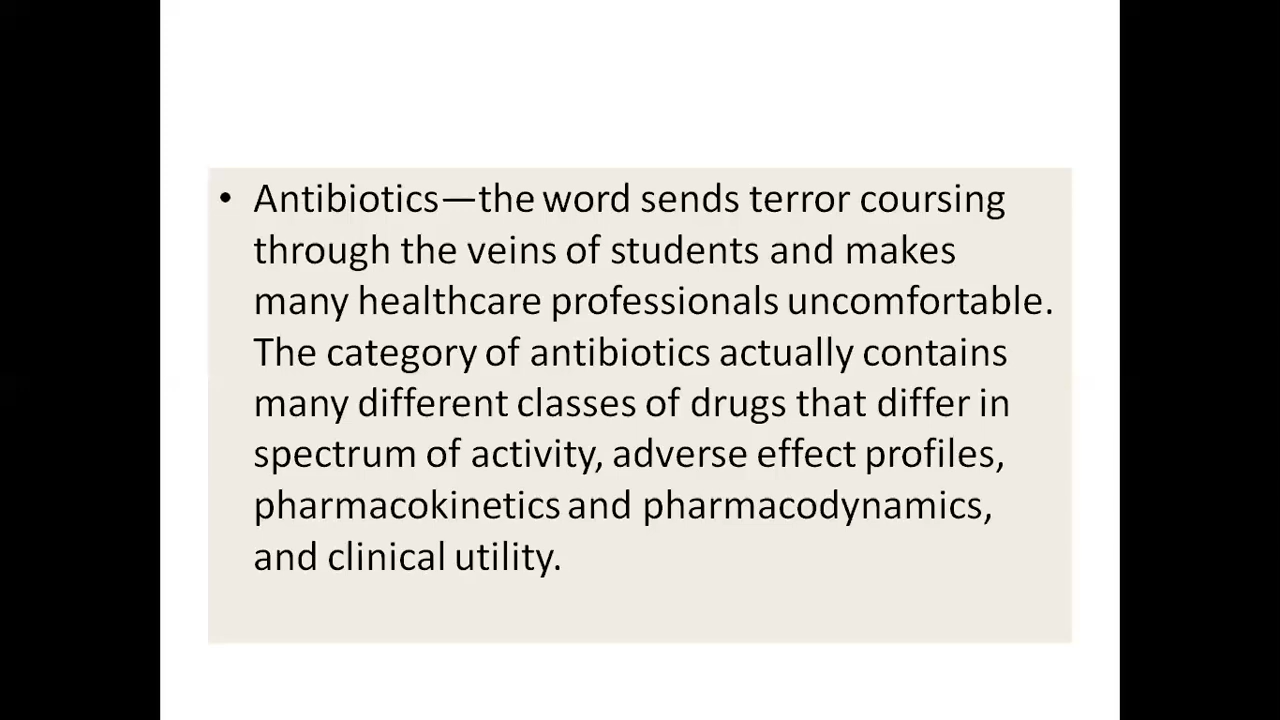 • Antibiotics—the word sends terror coursing
through the veins of students and makes
many healthcare professionals uncomfortable.
The category of antibiotics actually contains
many different classes of drugs that differ in
spectrum of activity, adverse effect profiles,
pharmacokinetics and pharmacodynamics,
and clinical utility.